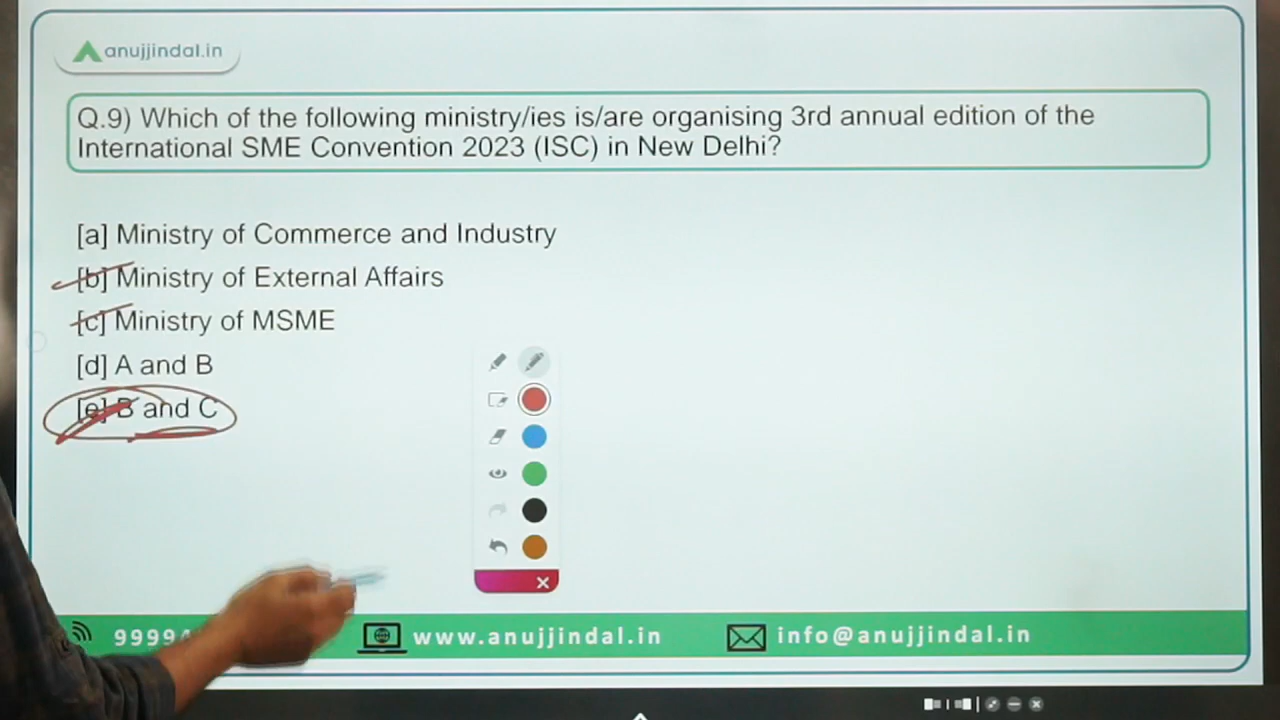 anujjindal.in
Q.9) Which of the following ministry/ies is/are organising 3rd annual edition of the
International SME Convention 2023 (ISC) in New Delhi?
[a] Ministry of Commerce and Industry
[b] Ministry of External Affairs
[c] Ministry of MSME
[d] A and B
[e] B and C
www.anujjindal.in
info@anujjindal.in